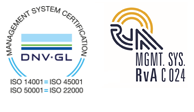 MANAGEMENT SYSTEM CERTIFICATION
DNV·GL
ISO 14001 = ISO 45001
ISO 50001 = ISO 22000
RVA
MGMT. SYS.
RvA C 024